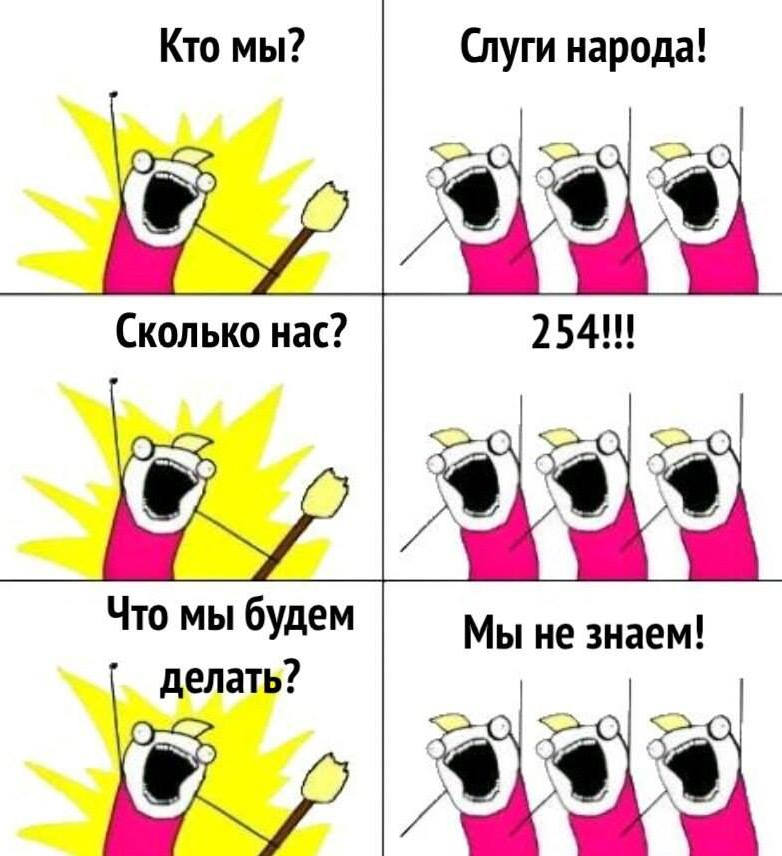 Кто мы?
Слуги народа!
Сколько нас?
254!!!
Что мы будем
делать?
Мы не знаем!